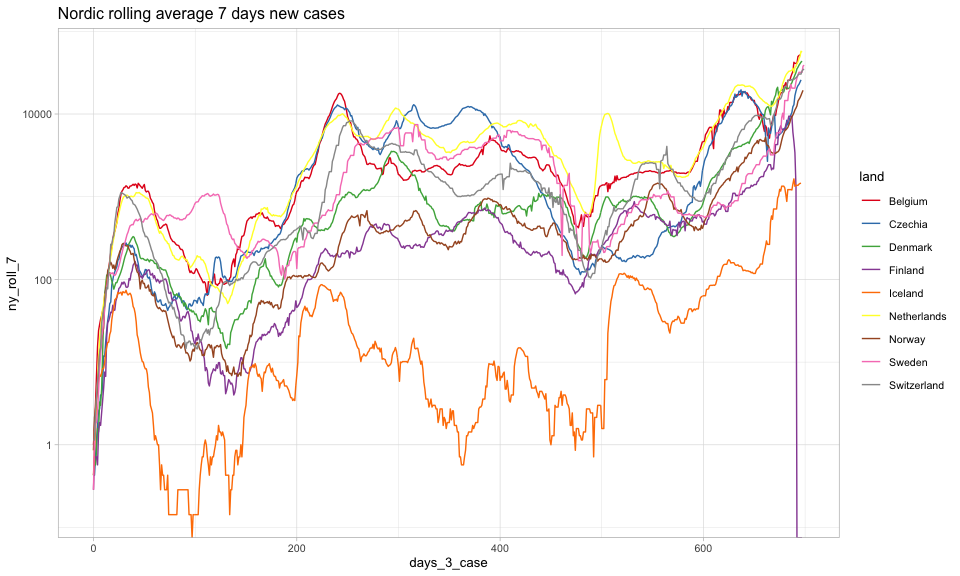 Nordic rolling average 7 days new cases
ny_roll_7
10000
100
1
0
200
400
600
days_3_case
land
Belgium
Czechia
Denmark
Finland
Iceland
Netherlands
Norway
Sweden
Switzerland